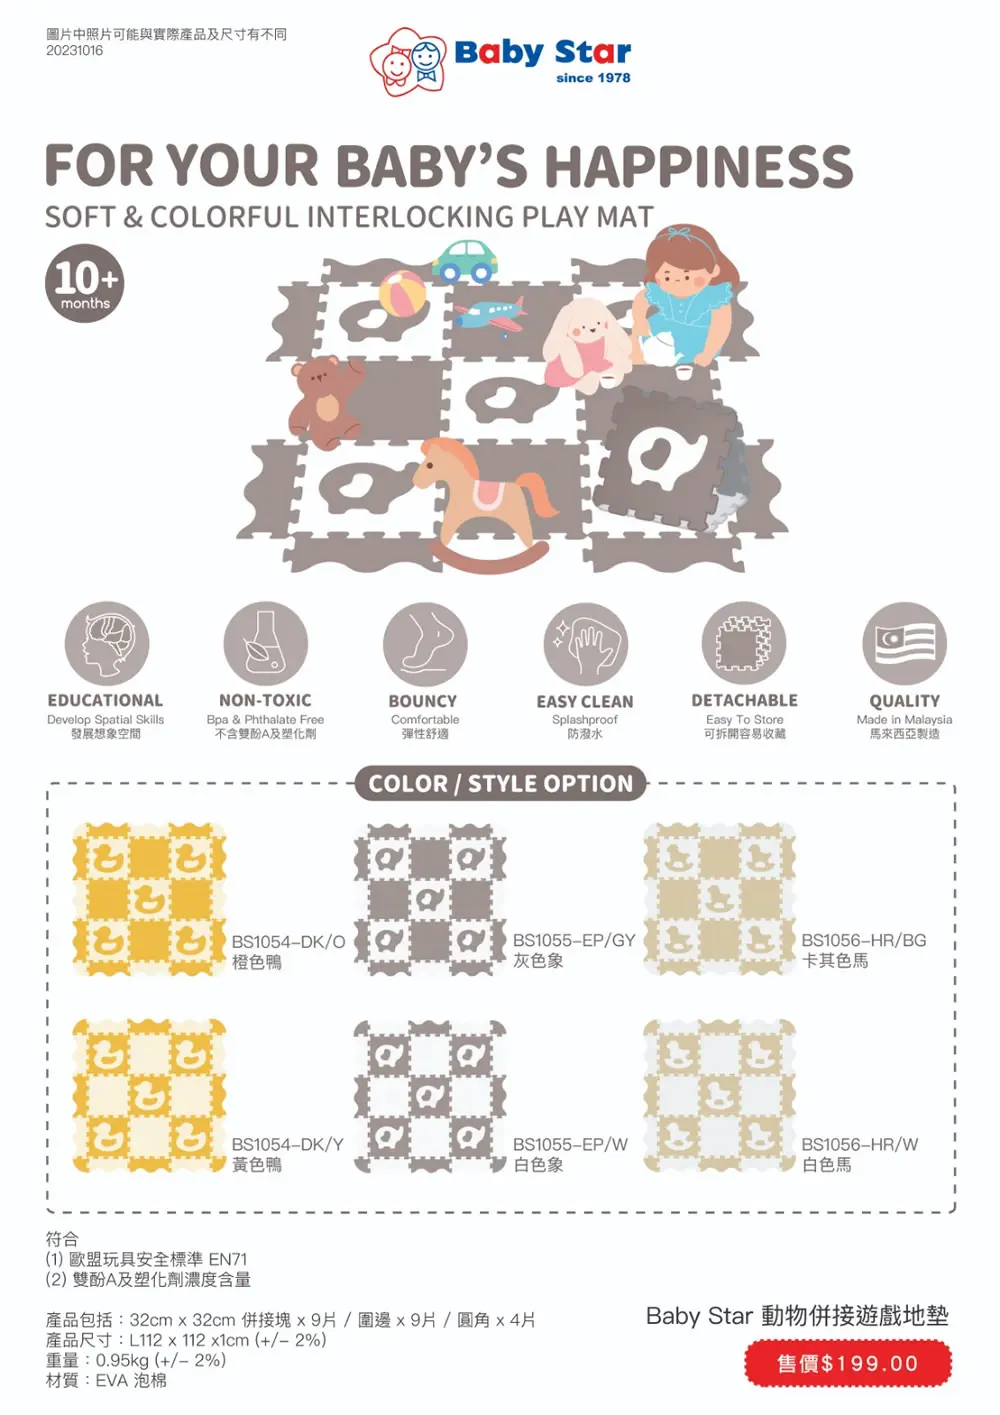 圖片中照片可能與實際產品及尺寸有不同
20231016
Baby Star
since 1978
FOR YOUR BABY'S HAPPINESS
SOFT & COLORFUL INTERLOCKING PLAY MAT
10+
months
EDUCATIONAL
Develop Spatial Skills
發展想象空間
NON-TOXIC
Bpa & Phthalate Free
不含雙酚A及塑化劑
BOUNCY
Comfortable
彈性舒適
EASY CLEAN
Splashproof
防潑水
DETACHABLE
Easy To Store
可拆開容易收藏
QUALITY
Made in Malaysia
馬來西亞製造
COLOR / STYLE OPTION
BS1054-DK/O
橙色鴨
BS1055-EP/GY
灰色象
BS1056-HR/BG
卡其色馬
BS1054-DK/Y
黃色鴨
BS1055-EP/W
白色象
BS1056-HR/W
白色馬
符合
(1) 歐盟玩具安全標準 EN71
(2) 雙酚A及塑化劑濃度含量
產品包括：32cm x 32cm 併接塊 x 9片 / 圍邊 x 9片 / 圓角 x 4片
產品尺寸：L112 x 112 x1cm (+/- 2%)
重量：0.95kg (+/- 2%)
材質：EVA 泡棉
Baby Star 動物併接遊戲地墊
售價$199.00